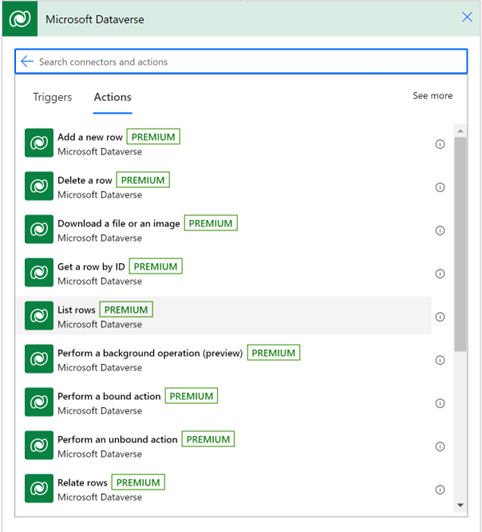 Microsoft Dataverse
Search connectors and actions
Triggers Actions See more
Add a new row PREMIUM
Microsoft Dataverse
Delete a row PREMIUM
Microsoft Dataverse
Download a file or an image PREMIUM
Microsoft Dataverse
Get a row by ID PREMIUM
Microsoft Dataverse
List rows PREMIUM
Microsoft Dataverse
Perform a background operation (preview) PREMIUM
Microsoft Dataverse
Perform a bound action PREMIUM
Microsoft Dataverse
Perform an unbound action PREMIUM
Microsoft Dataverse
Relate rows PREMIUM
Microsoft Dataverse